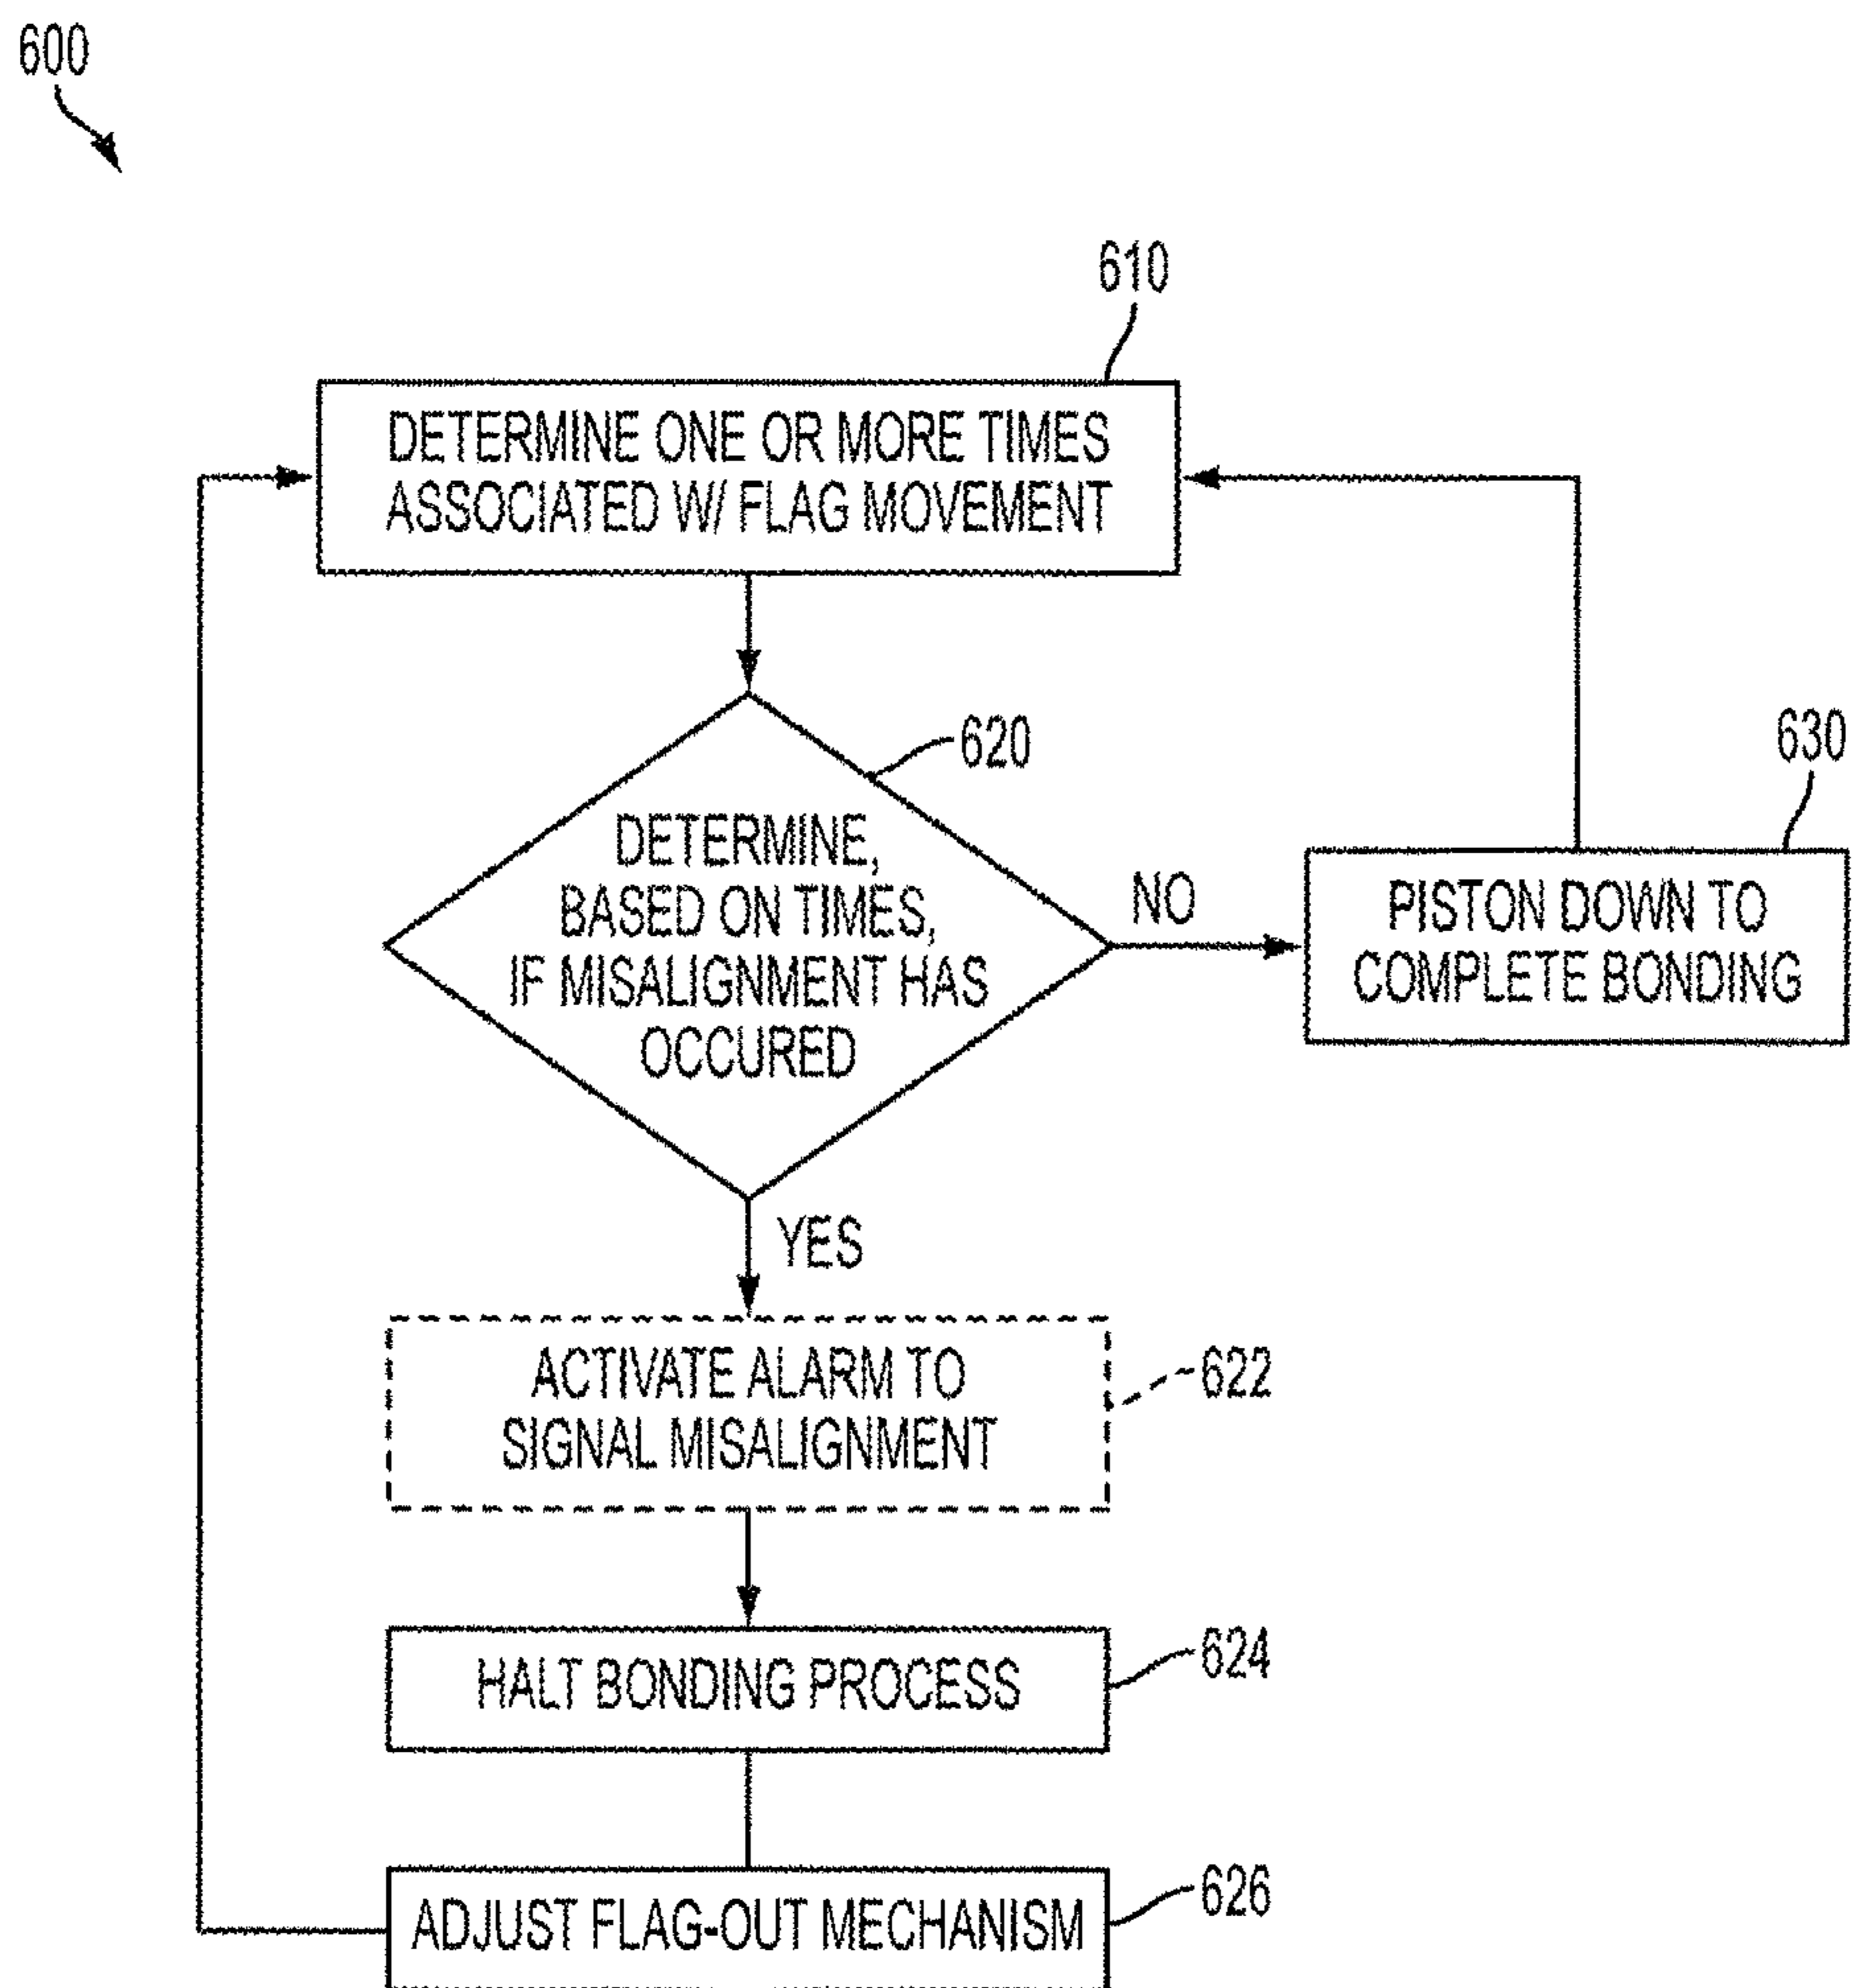 600
610
DETERMINE ONE OR MORE TIMES
ASSOCIATED W/ FLAG MOVEMENT
620
DETERMINE,
BASED ON TIMES,
IF MISALIGNMENT HAS
OCCURED
NO
630
PISTON DOWN TO
COMPLETE BONDING
YES
ACTIVATE ALARM TO
SIGNAL MISALIGNMENT
622
HALT BONDING PROCESS
624
ADJUST FLAG-OUT MECHANISM
626